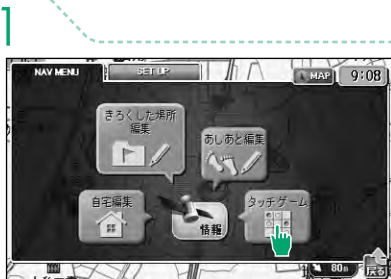 1
NAV MENU
SET UP
MAP
9:08
きろくした場所
編集
あしあと編集
自宅編集
情報
タッチゲーム
80m
戻る